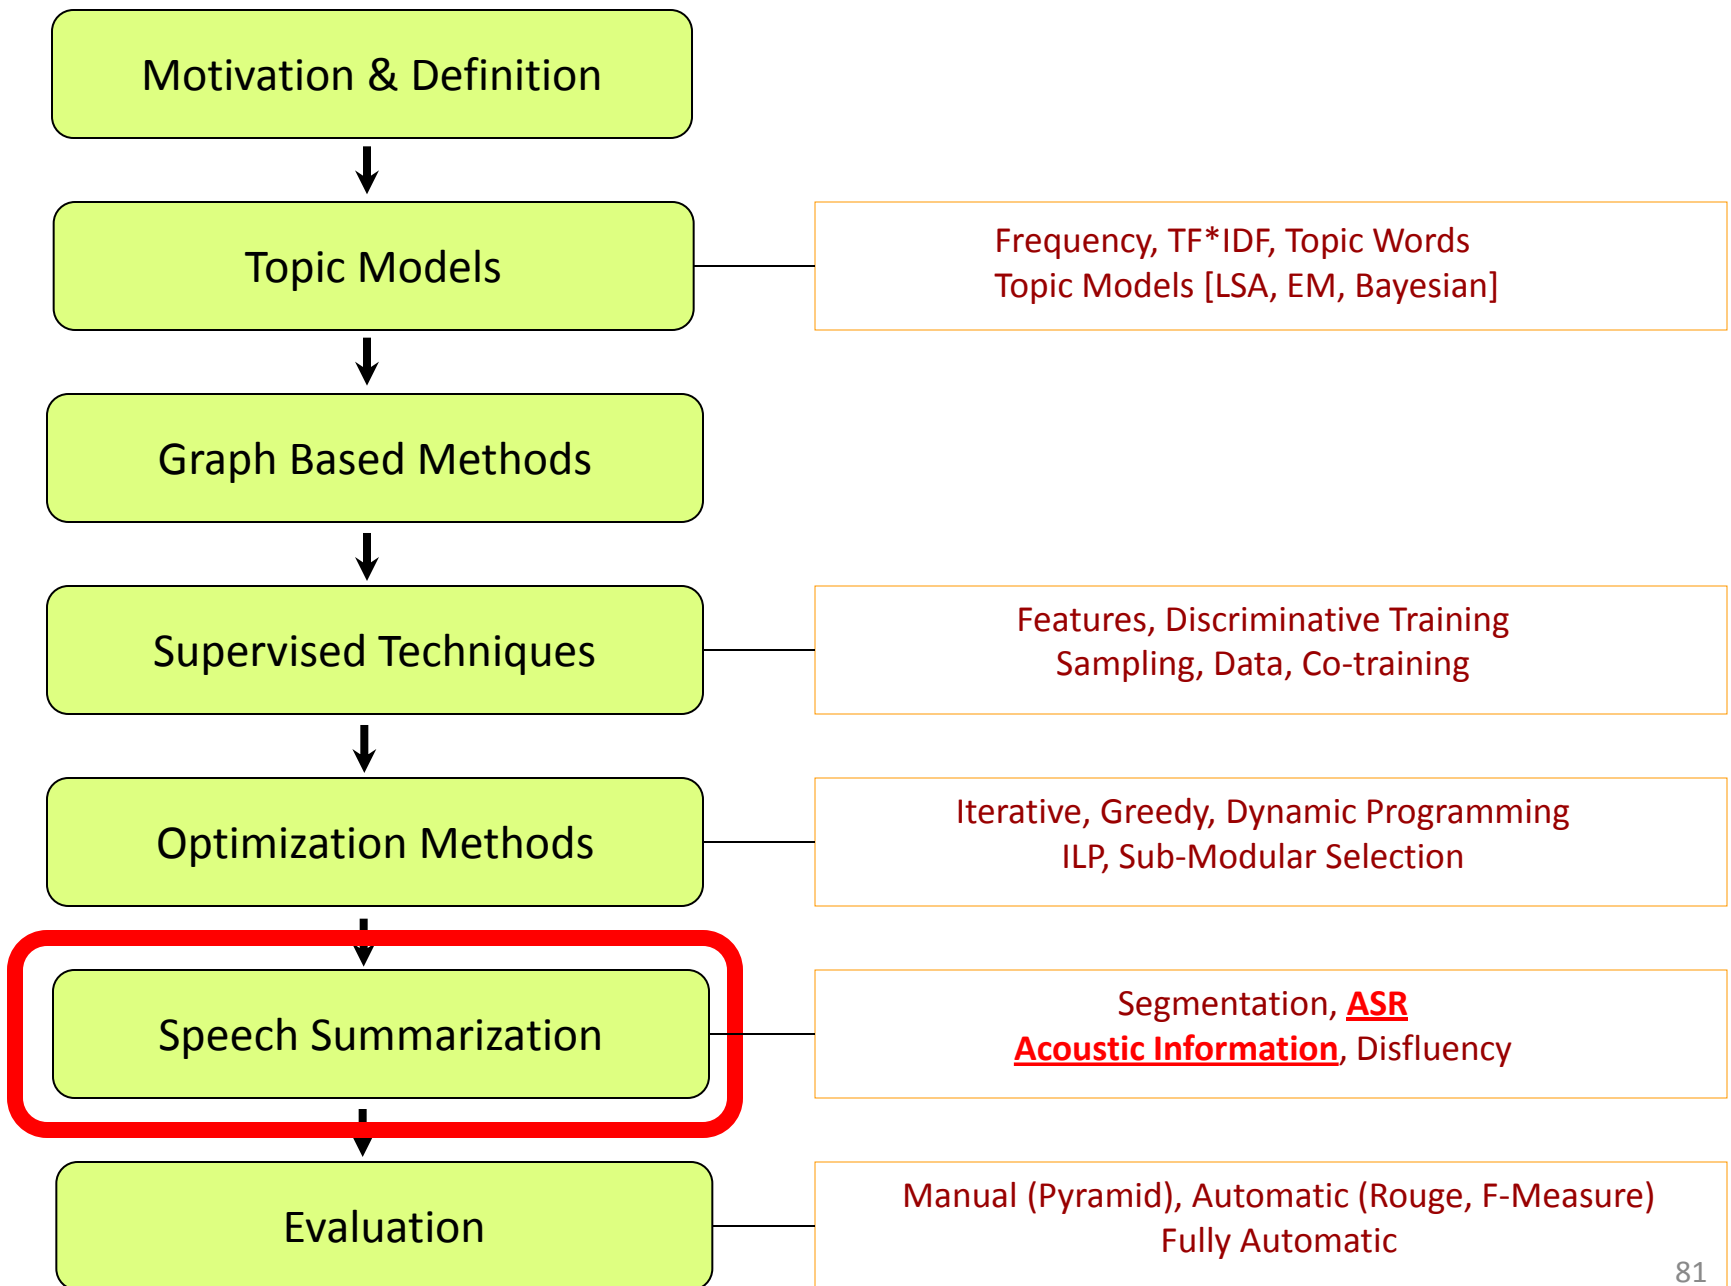 Motivation & Definition
Topic Models
Frequency, TF*IDF, Topic Words
Topic Models [LSA, EM, Bayesian]
Graph Based Methods
Supervised Techniques
Features, Discriminative Training
Sampling, Data, Co-training
Optimization Methods
Iterative, Greedy, Dynamic Programming
ILP, Sub-Modular Selection
Speech Summarization
Segmentation, ASR
Acoustic Information, Disfluency
Evaluation
Manual (Pyramid), Automatic (Rouge, F-Measure)
Fully Automatic
81